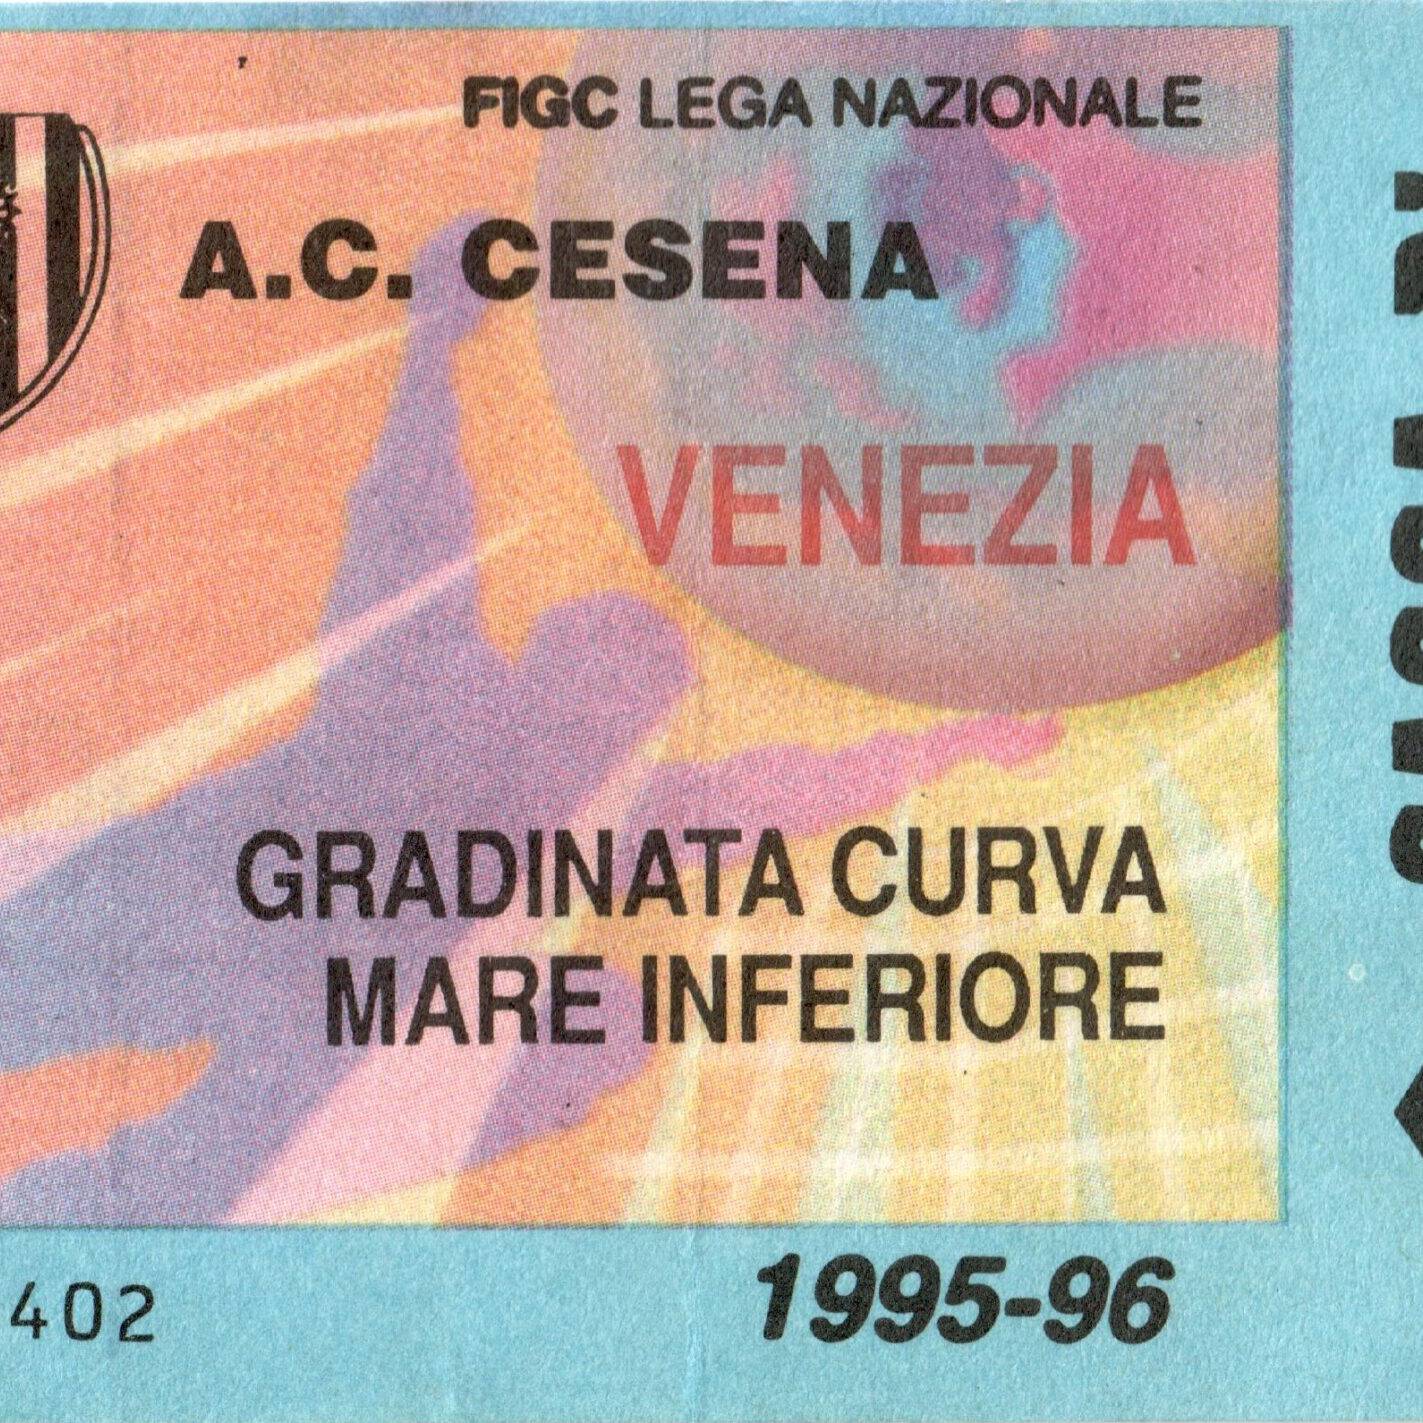 FIGC LEGA NAZIONALE
A.C. CESENA
VENEZIA
GRADINATA CURVA
MARE INFERIORE
402
1995-96